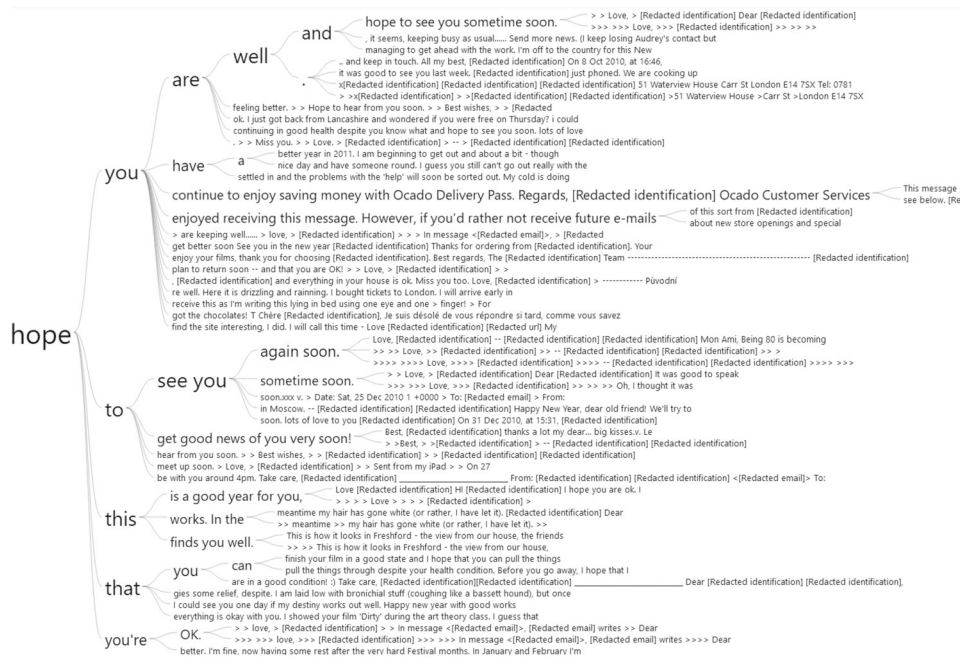 hope
you
are
well
and
hope to see you sometime soon.
> > Love, > [Redacted identification] Dear [Redacted identification]
>>> >>> Love, >>> [Redacted identification] >> >> >>
, it seems, keeping busy as usual...... Send more news. (I keep losing Audrey's contact but
managing to get ahead with the work. I'm off to the country for this New
.
.. and keep in touch. All my best, [Redacted identification] On 8 Oct 2010, at 16:46,
it was good to see you last week. [Redacted identification] just phoned. We are cooking up
x[Redacted identification] [Redacted identification] [Redacted identification] 51 Waterview House Carr St London E14 7SX Tel: 0781
> >x[Redacted identification] > >[Redacted identification] [Redacted identification] >51 Waterview House >Carr St >London E14 7SX
feeling better. > > Hope to hear from you soon. > > Best wishes, > > [Redacted
ok. I just got back from Lancashire and wondered if you were free on Thursday? i could
continuing in good health despite you know what and hope to see you soon. lots of love
. > > Miss you. > > Love. > [Redacted identification] > -- > [Redacted identification] [Redacted identification]
have
a
better year in 2011. I am beginning to get out and about a bit - though
nice day and have someone round. I guess you still can't go out really with the
settled in and the problems with the 'help' will soon be sorted out. My cold is doing
continue to enjoy saving money with Ocado Delivery Pass. Regards, [Redacted identification] Ocado Customer Services
This message
see below. [Re
enjoyed receiving this message. However, if you'd rather not receive future e-mails
of this sort from [Redacted identification]
about new store openings and special
> are keeping well...... > love, > [Redacted identification] > > > In message <[Redacted email]>, > [Redacted
get better soon See you in the new year [Redacted identification] Thanks for ordering from [Redacted identification]. Your
enjoy your films, thank you for choosing [Redacted identification]. Best regards, The [Redacted identification] Team ---------------------------------------------------- [Redacted identification]
plan to return soon -- and that you are OK! > > Love, > [Redacted identification] > >
, [Redacted identification] and everything in your house is ok. Miss you too. Love, [Redacted identification] > ------------ Původní
re well. Here it is drizzling and rainning. I bought tickets to London. I will arrive early in
receive this as I'm writing this lying in bed using one eye and one > finger! > For
got the chocolates! T Chère [Redacted identification], Je suis désolé de vous répondre si tard, comme vous savez
find the site interesting, I did. I will call this time - Love [Redacted identification] [Redacted url] My
to
see you
again soon.
Love, [Redacted identification] -- [Redacted identification] [Redacted identification] Mon Ami, Being 80 is becoming
>> >> Love, >> [Redacted identification] >> -- [Redacted identification] [Redacted identification] >> >
>>>> >>>> Love, >>>> [Redacted identification] >>>> -- [Redacted identification] [Redacted identification] >>>> >>>
sometime soon.
> > Love, > [Redacted identification] Dear [Redacted identification] It was good to speak
>>> >>> Love, >>> [Redacted identification] >> >> >> Oh, I thought it was
soon.xxx v. > Date: Sat, 25 Dec 2010 1 +0000 > To: [Redacted email] > From:
in Moscow. -- [Redacted identification] [Redacted identification] Happy New Year, dear old friend! We'll try to
soon. lots of love to you [Redacted identification] On 31 Dec 2010, at 15:31, [Redacted identification]
get good news of you very soon!
Best, [Redacted identification] thanks a lot my dear... big kisses.v. Le
> >Best, > >[Redacted identification] > -- > [Redacted identification] [Redacted identification]
hear from you soon. > > Best wishes, > > [Redacted identification] > > [Redacted identification] [Redacted identification]
meet up soon. > Love, > [Redacted identification] > > Sent from my iPad > > On 27
be with you around 4pm. Take care, [Redacted identification] ____________________ From: [Redacted identification] [Redacted identification] <[Redacted email]> To:
this
is a good year for you,
Love [Redacted identification] HI [Redacted identification] I hope you are ok. I
> > > > Love > > > > [Redacted identification] >
works. In the
meantime my hair has gone white (or rather, I have let it). [Redacted identification] Dear
>> meantime >> my hair has gone white (or rather, I have let it). >>
finds you well.
This is how it looks in Freshford - the view from our house, the friends
>> >> This is how it looks in Freshford - the view from our house,
that
you
can
finish your film in a good state and I hope that you can pull the things
pull the things through despite your health condition. Before you go away, I hope that I
are in a good condition! :) Take care, [Redacted identification][Redacted identification] ____________________ Dear [Redacted identification] [Redacted identification],
gies some relief, despite. I am laid low with bronichial stuff (coughing like a bassett hound), but once
I could see you one day if my destiny works out well. Happy new year with good works
everything is okay with you. I showed your film 'Dirty' during the art theory class. I guess that
you're
OK.
> > love, > [Redacted identification] > > In message <[Redacted email]>, [Redacted email] writes >> Dear
>>> >>> love, >>> [Redacted identification] >>> >>> In message <[Redacted email]>, [Redacted email] writes >>>> Dear
better. I'm fine, now having some rest after the very hard Festival months. In January and February I'm